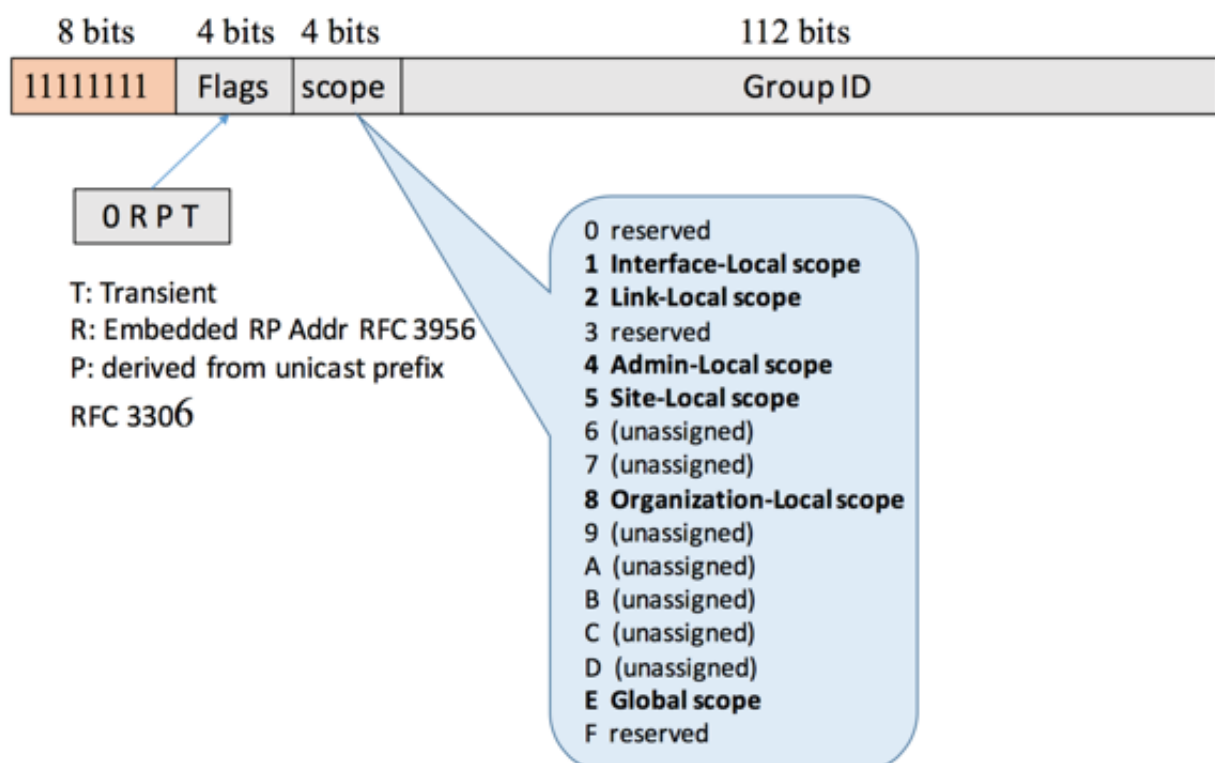 8 bits 4 bits 4 bits 112 bits
11111111 Flags scope Group ID
0 R P T
T: Transient
R: Embedded RP Addr RFC 3956
P: derived from unicast prefix
RFC 3306
0 reserved
1 Interface-Local scope
2 Link-Local scope
3 reserved
4 Admin-Local scope
5 Site-Local scope
6 (unassigned)
7 (unassigned)
8 Organization-Local scope
9 (unassigned)
A (unassigned)
B (unassigned)
C (unassigned)
D (unassigned)
E Global scope
F reserved